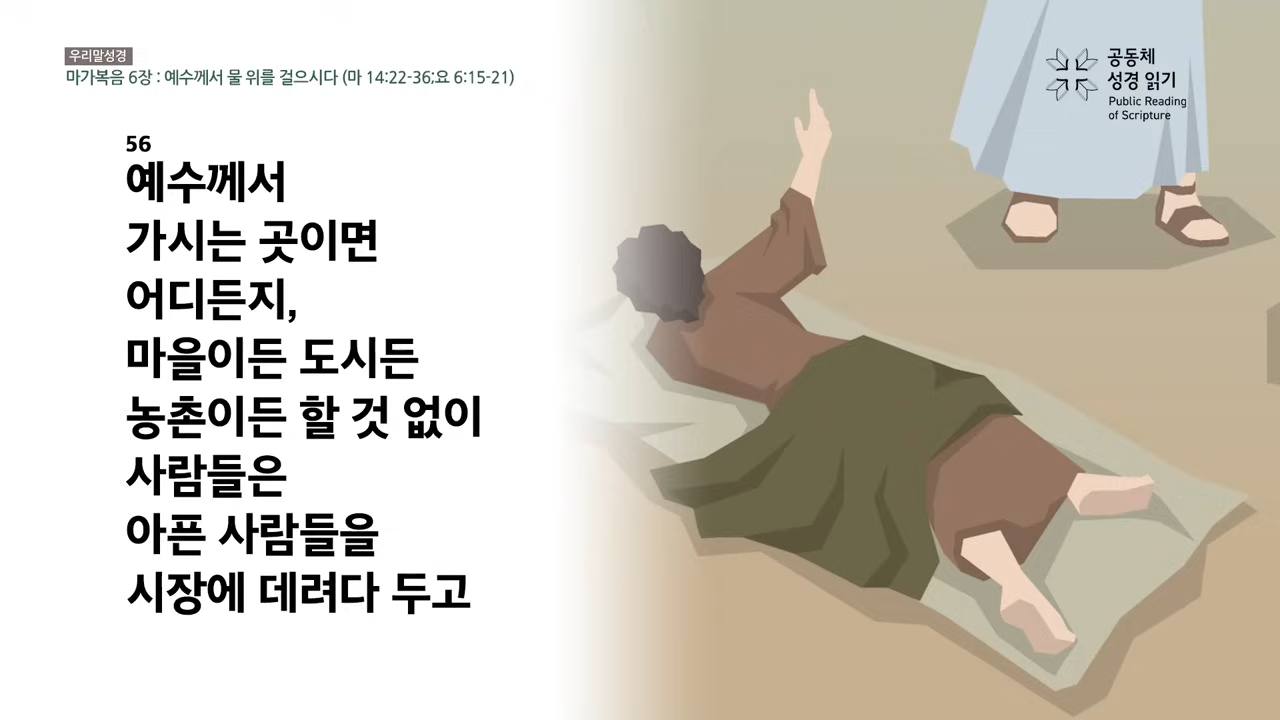 우리말성경
마가복음 6장 : 예수께서 물 위를 걸으시다 (마 14:22-36;요 6:15-21)
공동체
성경 읽기
Public Reading
of Scripture
56
예수께서
가시는 곳이면
어디든지,
마을이든 도시든
농촌이든 할 것 없이
사람들은
아픈 사람들을
시장에 데려다 두고